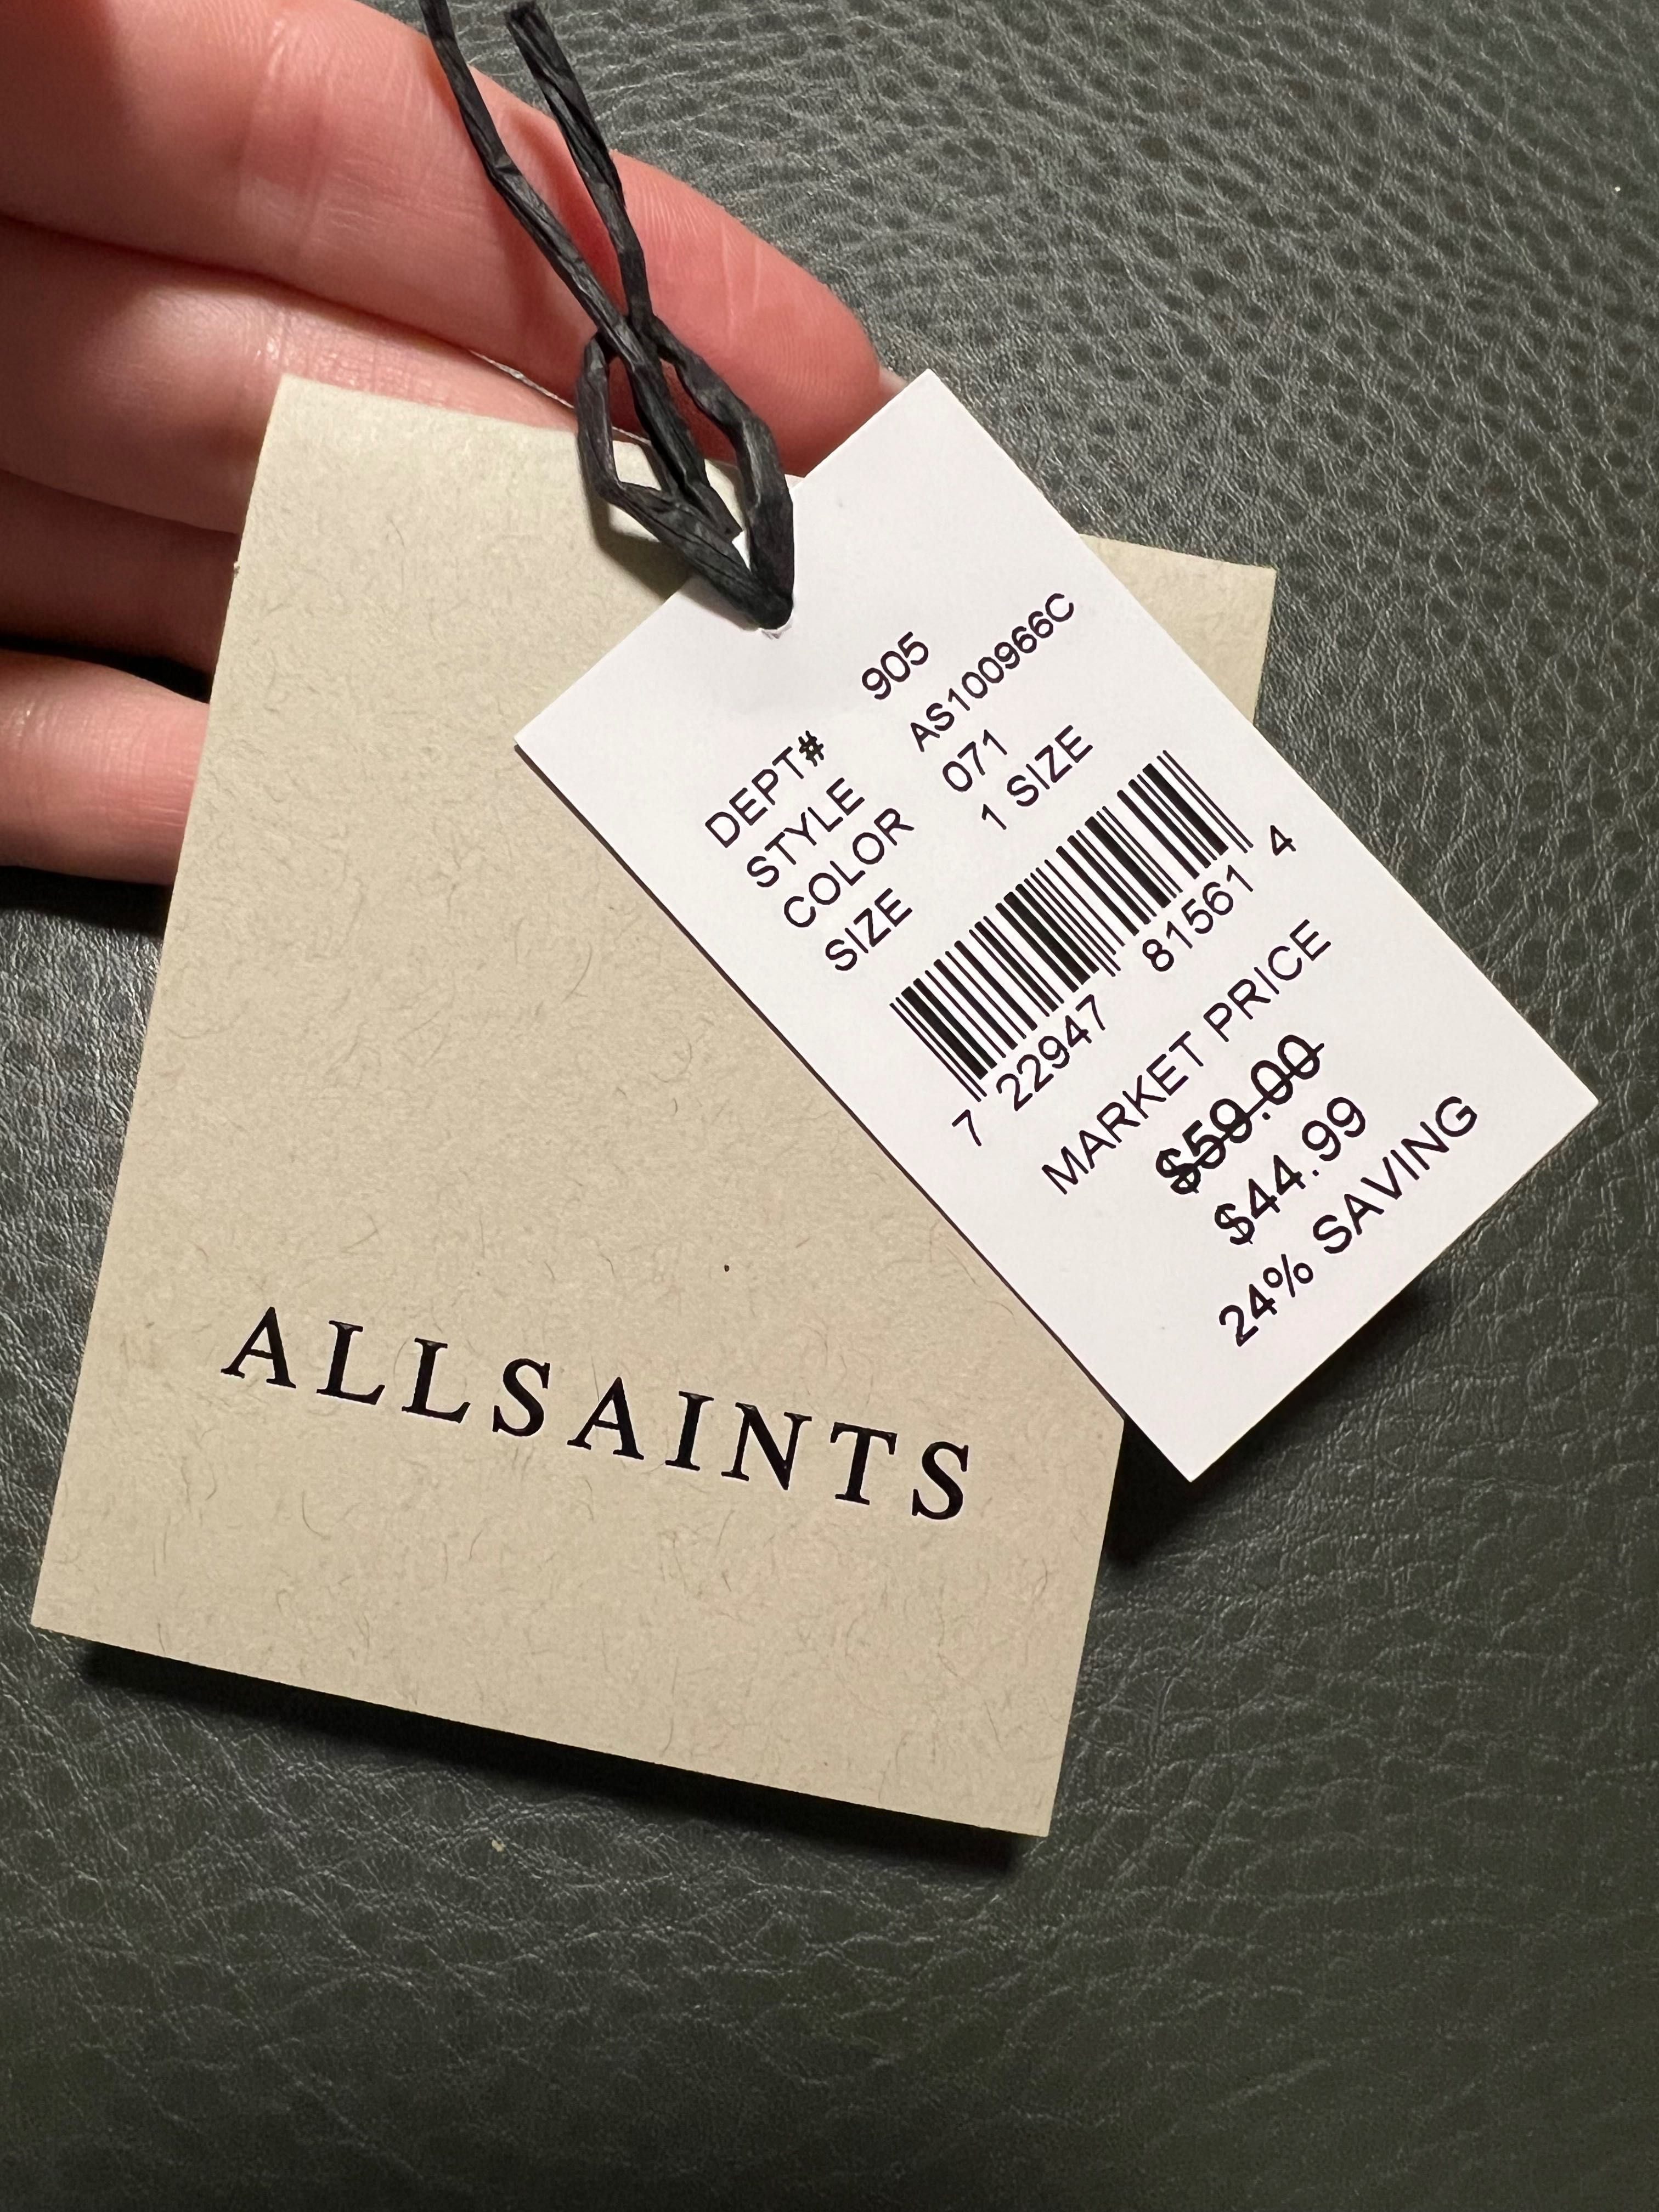 DEPT# 905
STYLE AS100966C
COLOR 071
SIZE 1 SIZE
7 22947 81561 4
MARKET PRICE
$59.00
$44.99
24% SAVING
ALLSAINTS